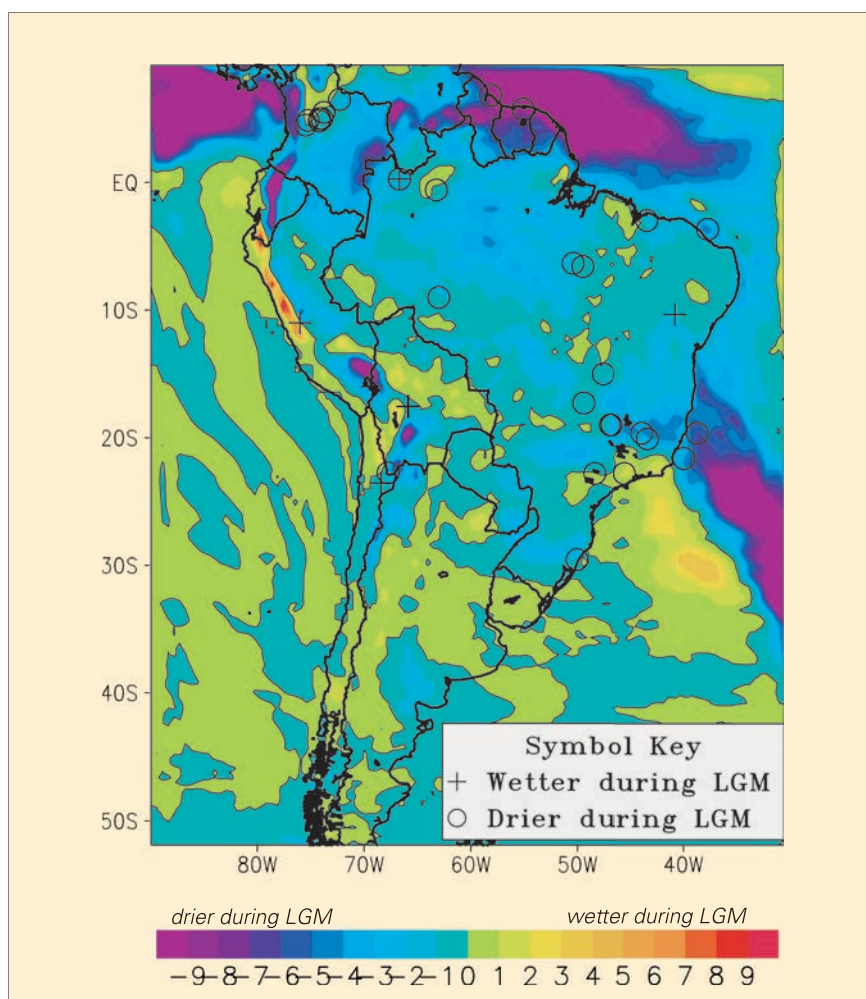 EQ
10S
20S
30S
40S
50S
Symbol Key
+ Wetter during LGM
○ Drier during LGM
80W 70W 60W 50W 40W
drier during LGM wetter during LGM
−9−8−7−6−5−4−3−2−10 1 2 3 4 5 6 7 8 9